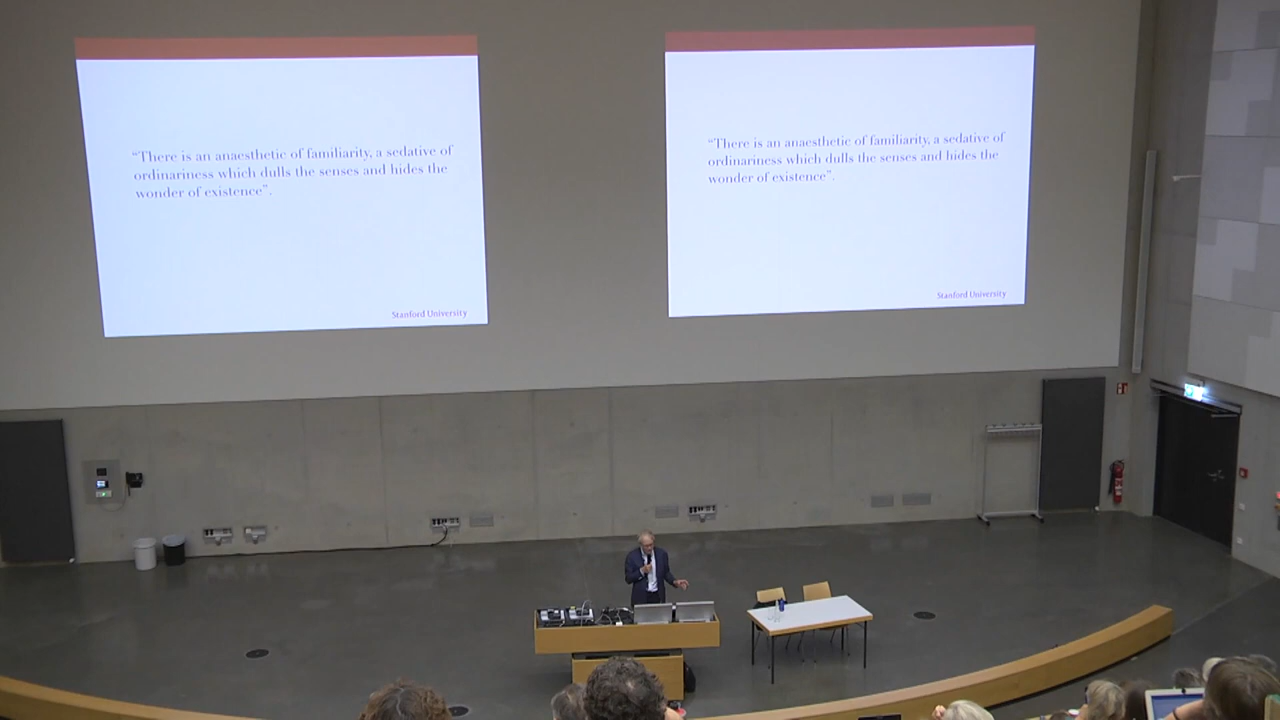 “There is an anaesthetic of familiarity, a sedative of
ordinariness which dulls the senses and hides the
wonder of existence”.
Stanford University
“There is an anaesthetic of familiarity, a sedative of
ordinariness which dulls the senses and hides the
wonder of existence”.
Stanford University